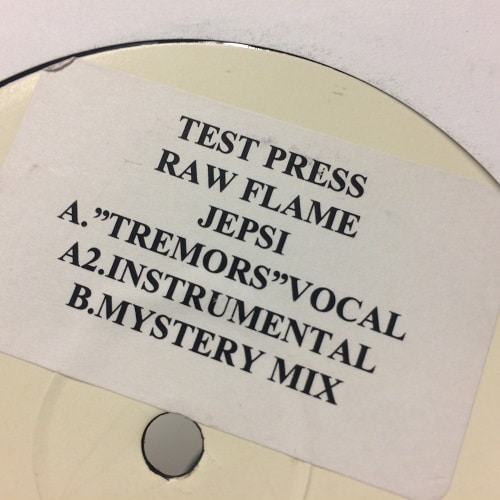 TEST PRESS
RAW FLAME
JEPSI
A.”TREMORS”VOCAL
A2.INSTRUMENTAL
B.MYSTERY MIX